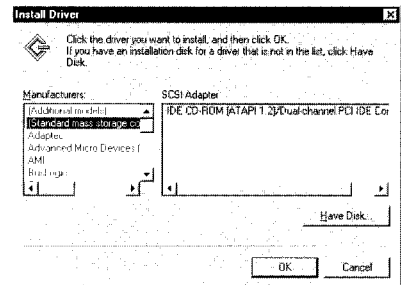 Install Driver
Click the driver you want to install, and then click OK.
If you have an installation disk for a driver that is not in the list, click Have
Disk.
Manufacturers:
SCSI Adapter
(Additional models)
(Standard mass storage co
Adaptec
Advanced Micro Devices (
AMI
BusLogic
IDE CD-ROM (ATAPI 1.2)/Dual-channel PCI IDE Cor
Have Disk...
OK
Cancel